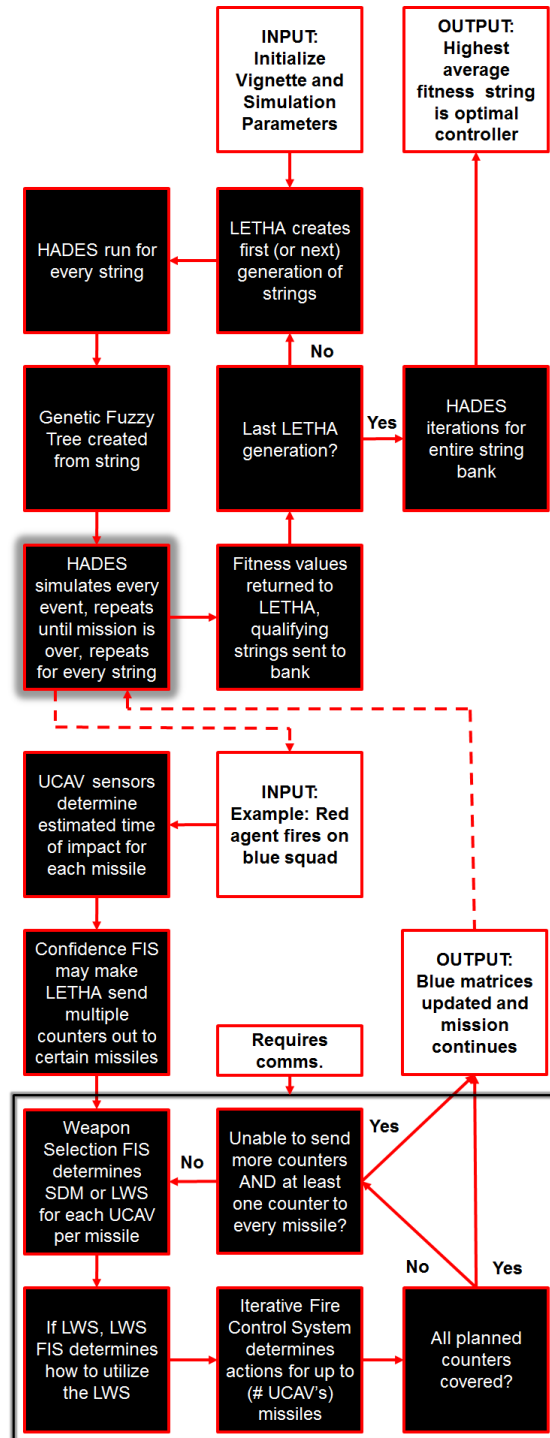 INPUT:
Initialize
Vignette and
Simulation
Parameters
OUTPUT:
Highest
average
fitness string
is optimal
controller
HADES run for
every string
LETHA creates
first (or next)
generation of
strings
No
Genetic Fuzzy
Tree created
from string
Last LETHA
generation?
Yes
HADES
iterations for
entire string
bank
HADES
simulates every
event, repeats
until mission is
over, repeats
for every string
Fitness values
returned to
LETHA,
qualifying
strings sent to
bank
UCAV sensors
determine
estimated time
of impact for
each missile
INPUT:
Example: Red
agent fires on
blue squad
Confidence FIS
may make
LETHA send
multiple
counters out to
certain missiles
OUTPUT:
Blue matrices
updated and
mission
continues
Requires
comms.
Weapon
Selection FIS
determines
SDM or LWS
for each UCAV
per missile
No
Unable to send
more counters
AND at least
one counter to
every missile?
Yes
No
Yes
If LWS, LWS
FIS determines
how to utilize
the LWS
Iterative Fire
Control System
determines
actions for up to
(# UCAV's)
missiles
All planned
counters
covered?